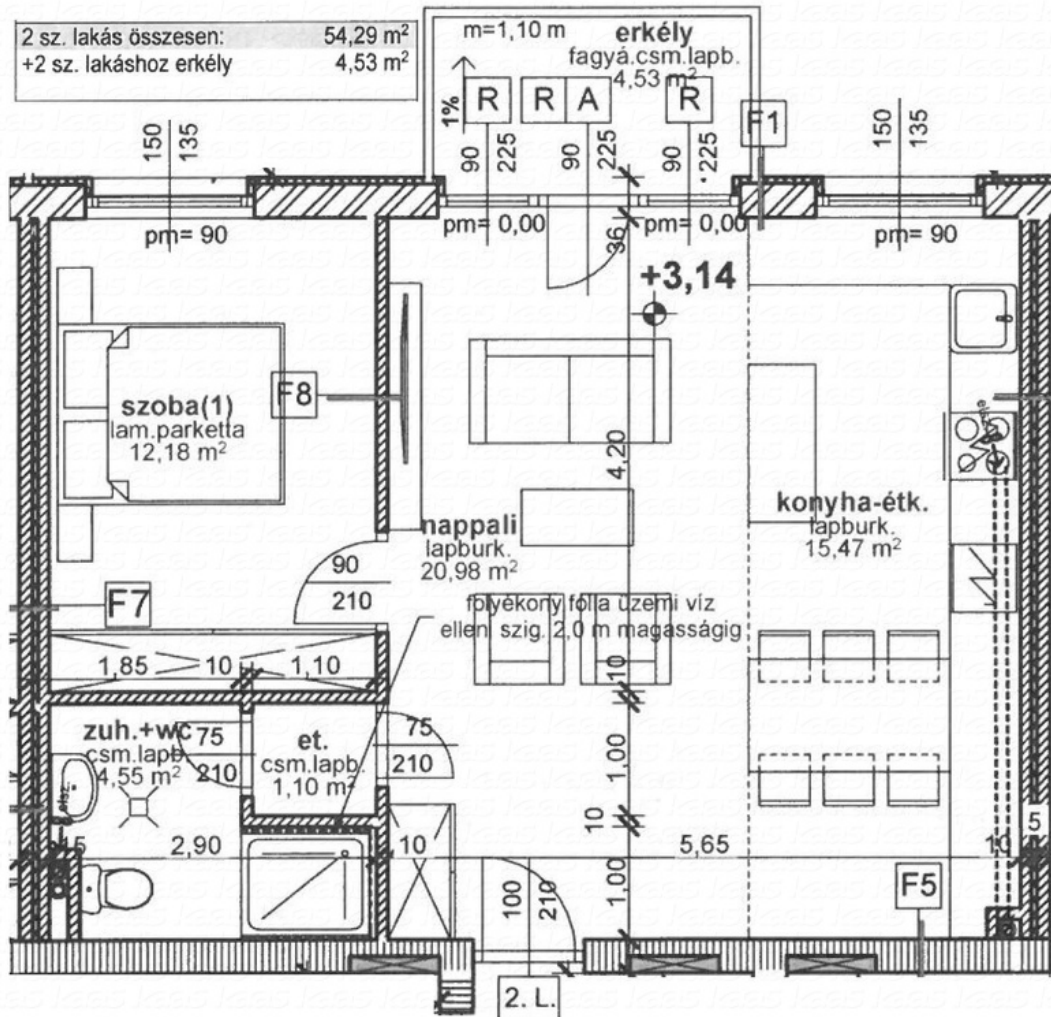 2 sz. lakás összesen: 54,29 m²
+2 sz. lakáshoz erkély 4,53 m²
m=1,10 m
erkély
fagyá.csm.lapb.
4,53 m²
1%
R R A R
F1
150
135
90
225
90
225
90
225
150
135
pm= 90
pm= 0,00
36
pm= 0,00
pm= 90
+3,14
F8
szoba(1)
lam.parketta
12,18 m²
4,20
nappali
lapburk.
20,98 m²
konyha-étk.
lapburk.
15,47 m²
90
210
F7
folyékony fólia üzemi víz
ellen szig. 2,0 m magasságig
1,85 10 1,10
10
zuh.+wc
csm.lapb.
4,55 m²
75
210
et.
csm.lapb.
1,10 m²
75
210
1,00
10
5
2,90
10
5,65
10
100
210
1,00
F5
2. L.